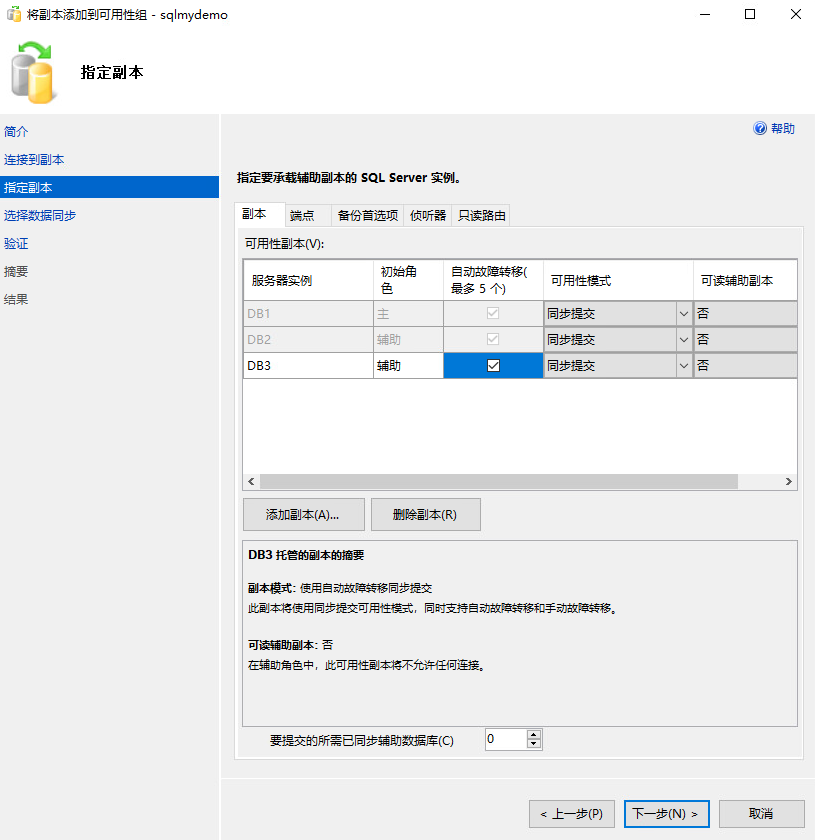 将副本添加到可用性组 - sqlmydemo
指定副本
简介
连接到副本
指定副本
选择数据同步
验证
摘要
结果
帮助
指定要承载辅助副本的 SQL Server 实例。
副本 端点 备份首选项 侦听器 只读路由
可用性副本(V):
服务器实例 初始角色 自动故障转移(最多 5 个) 可用性模式 可读辅助副本
DB1 主 同步提交 否
DB2 辅助 同步提交 否
DB3 辅助 同步提交 否
添加副本(A)... 删除副本(R)
DB3 托管的副本的摘要
副本模式: 使用自动故障转移同步提交
此副本将使用同步提交可用性模式，同时支持自动故障转移和手动故障转移。
可读辅助副本: 否
在辅助角色中，此可用性副本将不允许任何连接。
要提交的所需已同步辅助数据库(C) 0
< 上一步(P) 下一步(N) > 取消